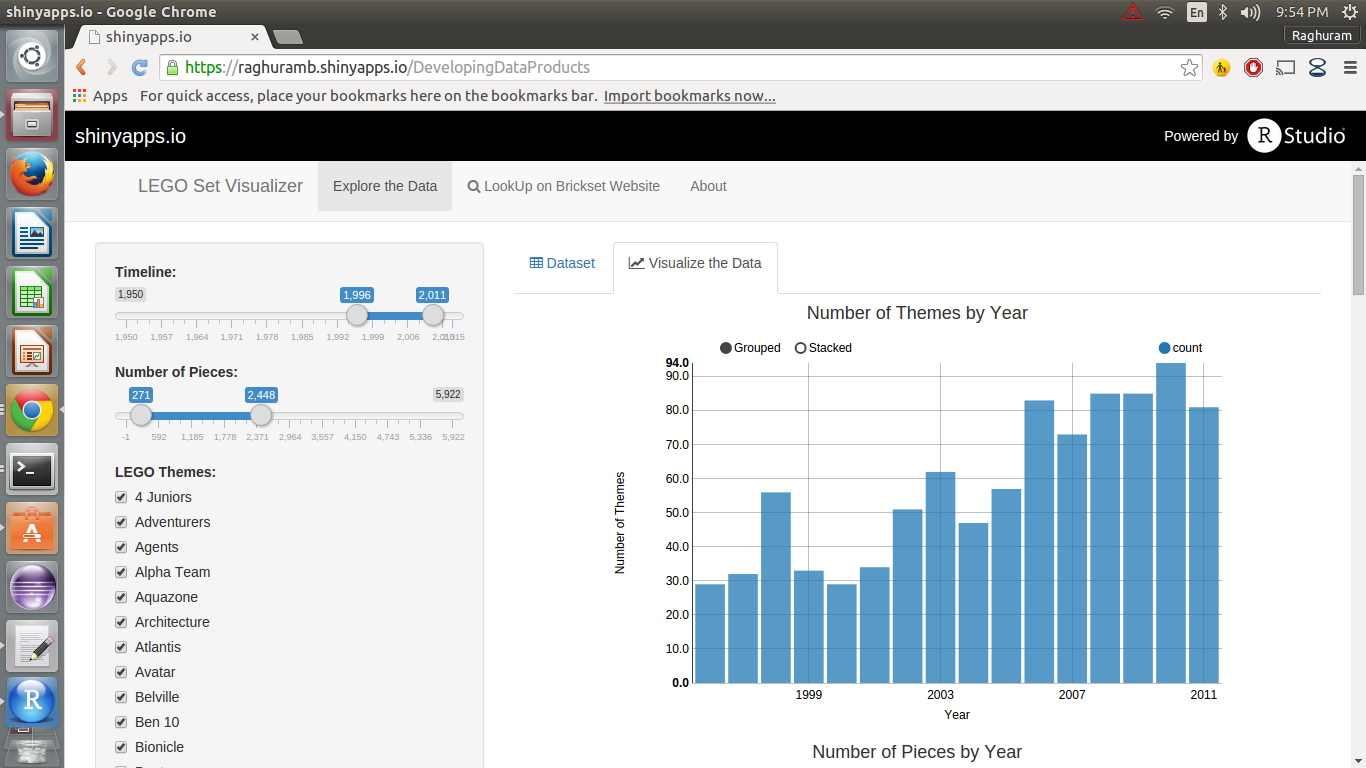 shinyapps.io - Google Chrome
En
9:54 PM
shinyapps.io
Raghuram
https://raghuramb.shinyapps.io/DevelopingDataProducts
Apps For quick access, place your bookmarks here on the bookmarks bar. Import bookmarks now...
shinyapps.io
Powered by R Studio
LEGO Set Visualizer
Explore the Data
LookUp on Brickset Website
About
Timeline:
1,950 1,996 2,011
1,950 1,957 1,964 1,971 1,978 1,985 1,992 1,999 2,006
Number of Pieces:
271 2,448 5,922
-1 592 1,185 1,778 2,371 2,964 3,557 4,150 4,743 5,336 5,922
LEGO Themes:
4 Juniors
Adventurers
Agents
Alpha Team
Aquazone
Architecture
Atlantis
Avatar
Belville
Ben 10
Bionicle
Dataset
Visualize the Data
Number of Themes by Year
Grouped Stacked count
94.0
90.0
80.0
70.0
60.0
50.0
40.0
30.0
20.0
10.0
0.0
Number of Themes
1999 2003 2007 2011
Year
Number of Pieces by Year